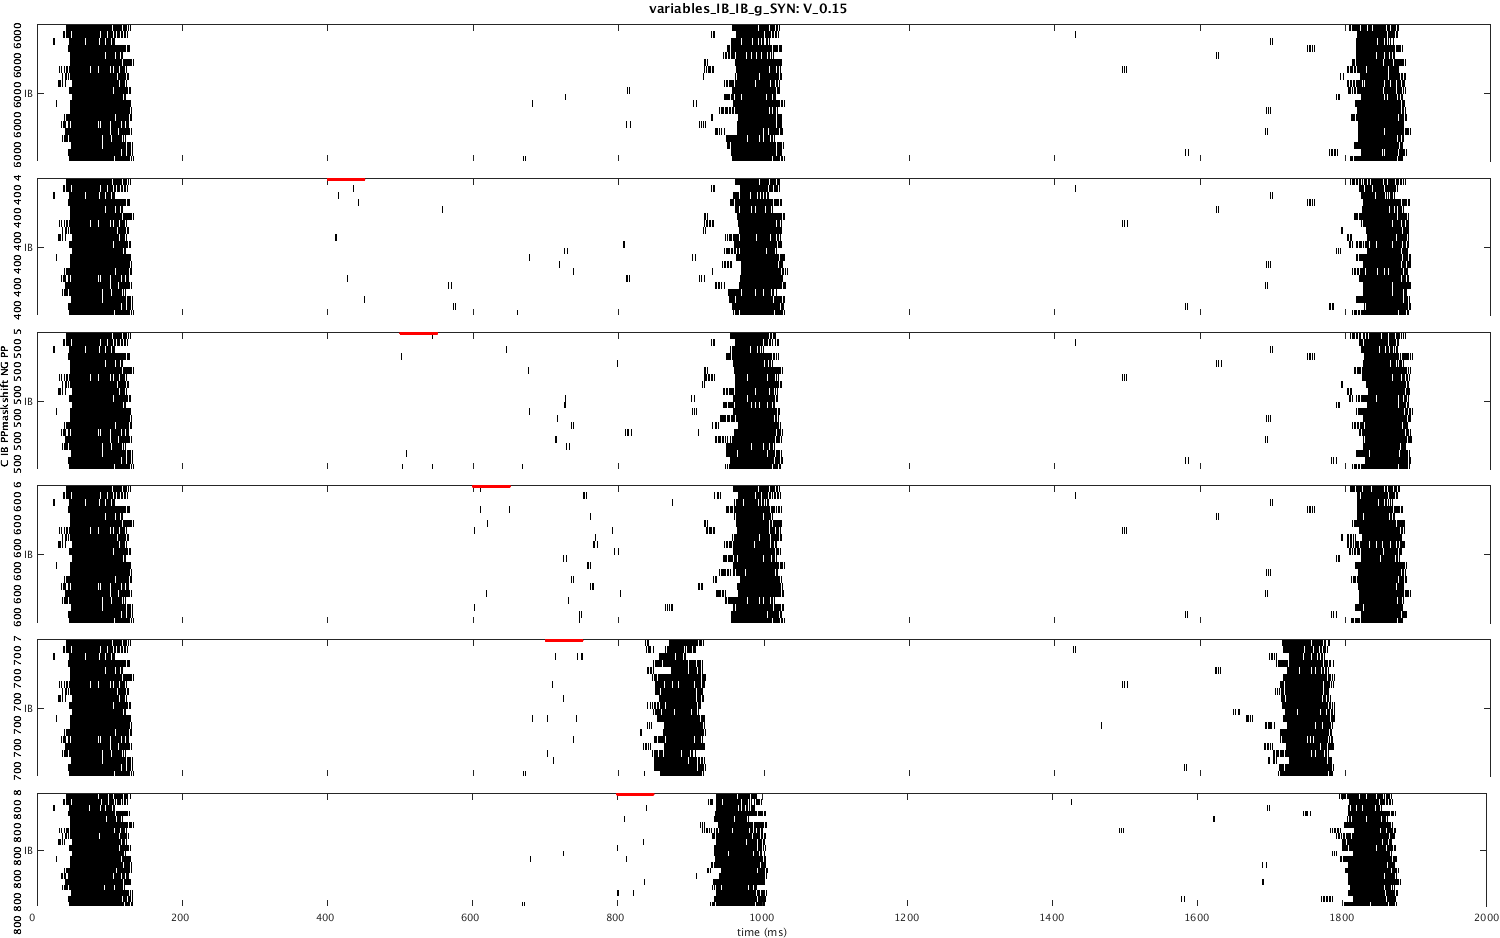 variables_IB_IB_g_SYN: V_0.15
C IB PPmaskshift NG PP
6000 6000 6000 6000 6000
IB
400 400 400 400 4
IB
500 500 500 500 5
IB
600 600 600 600 6
IB
700 700 700 700 7
IB
800 800 800 800 8
IB
0 200 400 600 800 1000 1200 1400 1600 1800 2000
time (ms)